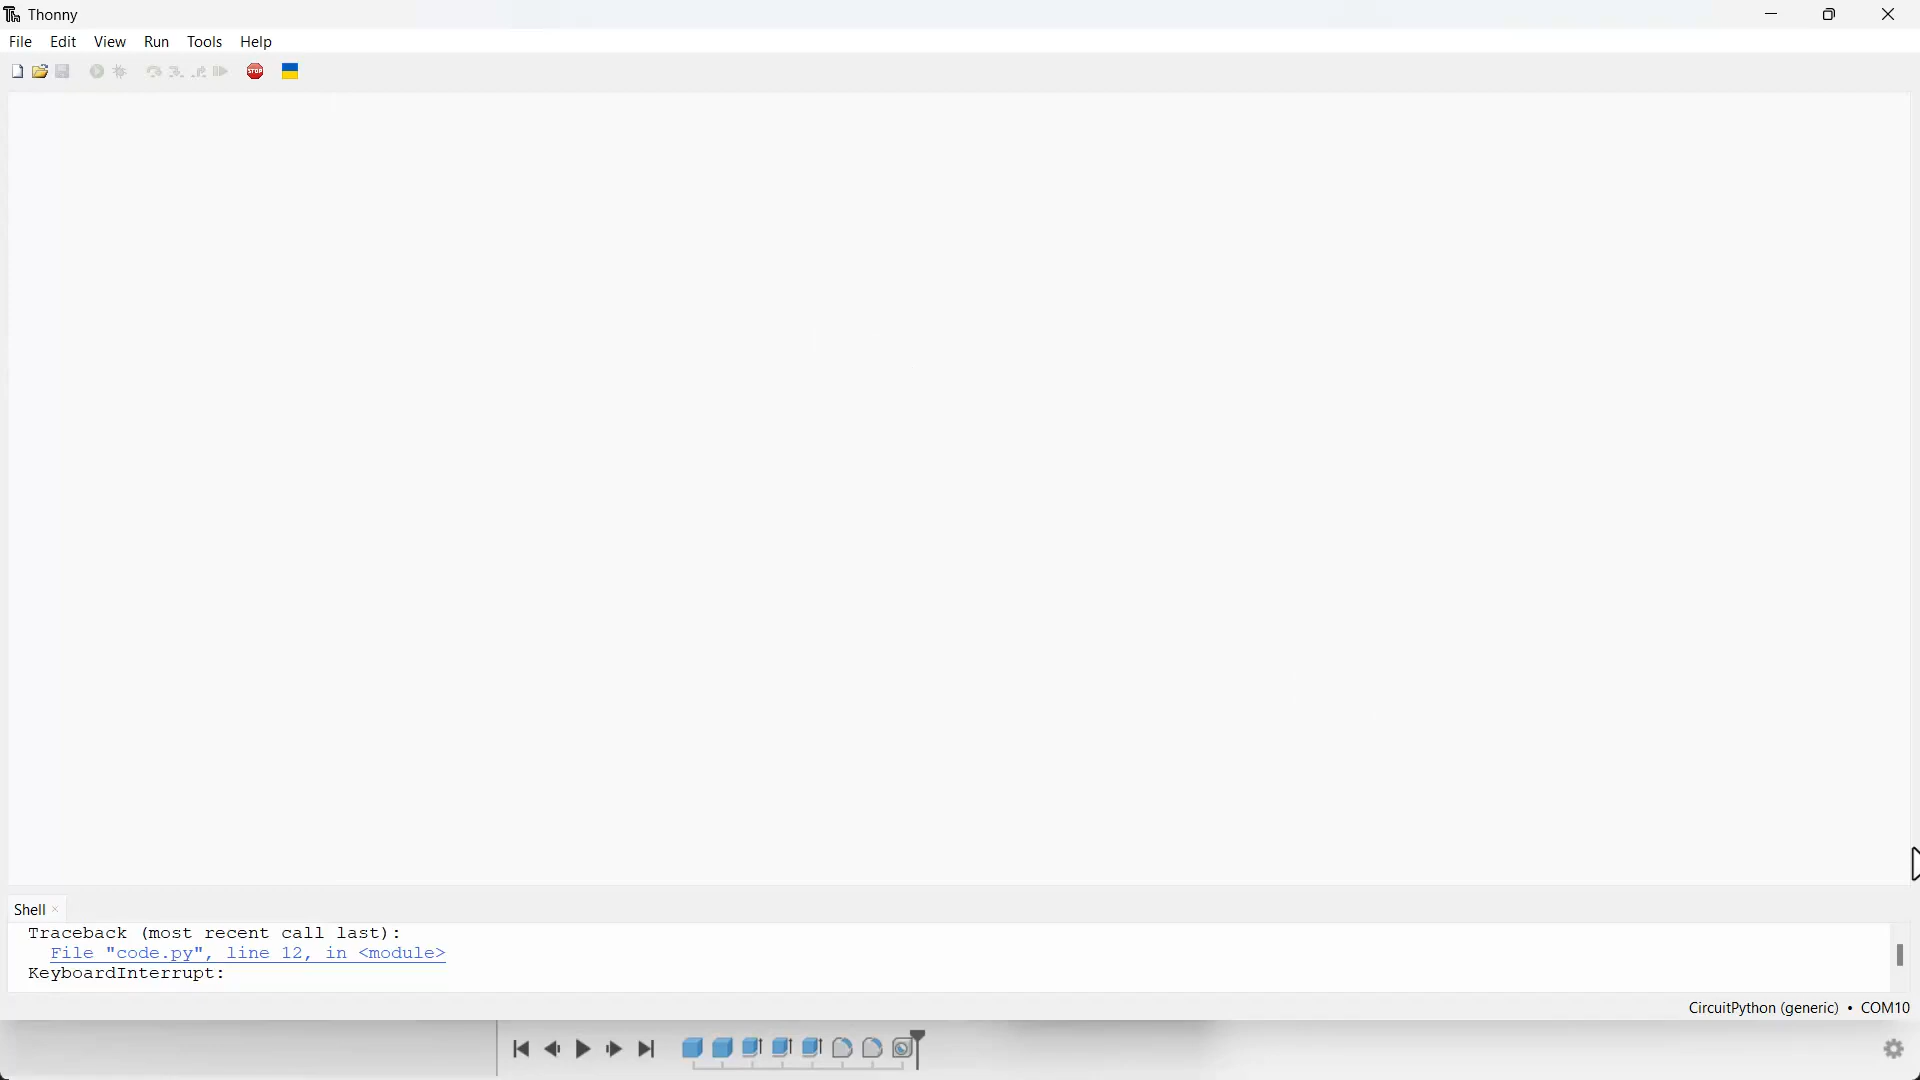 Thonny
File Edit View Run Tools Help
STOP
Shell
Traceback (most recent call last):
File "code.py", line 12, in <module>
KeyboardInterrupt:
CircuitPython (generic) • COM10